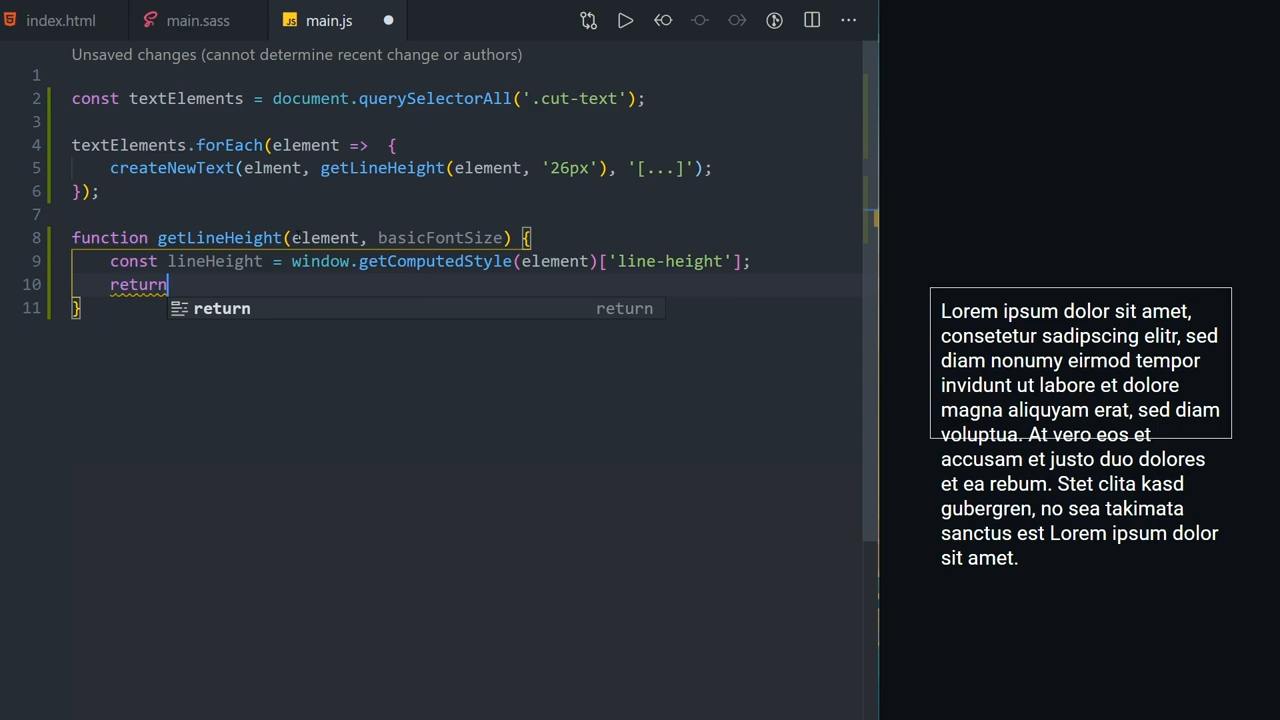 index.html
main.sass
JS main.js
Unsaved changes (cannot determine recent change or authors)
1
2 const textElements = document.querySelectorAll('.cut-text');
3
4 textElements.forEach(element =>  {
5 createNewText(elment, getLineHeight(element, '26px'), '[...]');
6 });
7
8 function getLineHeight(element, basicFontSize) {
9 const lineHeight = window.getComputedStyle(element)['line-height'];
10 return
11 }
return return
Lorem ipsum dolor sit amet,
consetetur sadipscing elitr, sed
diam nonumy eirmod tempor
invidunt ut labore et dolore
magna aliquyam erat, sed diam
voluptua. At vero eos et
accusam et justo duo dolores
et ea rebum. Stet clita kasd
gubergren, no sea takimata
sanctus est Lorem ipsum dolor
sit amet.